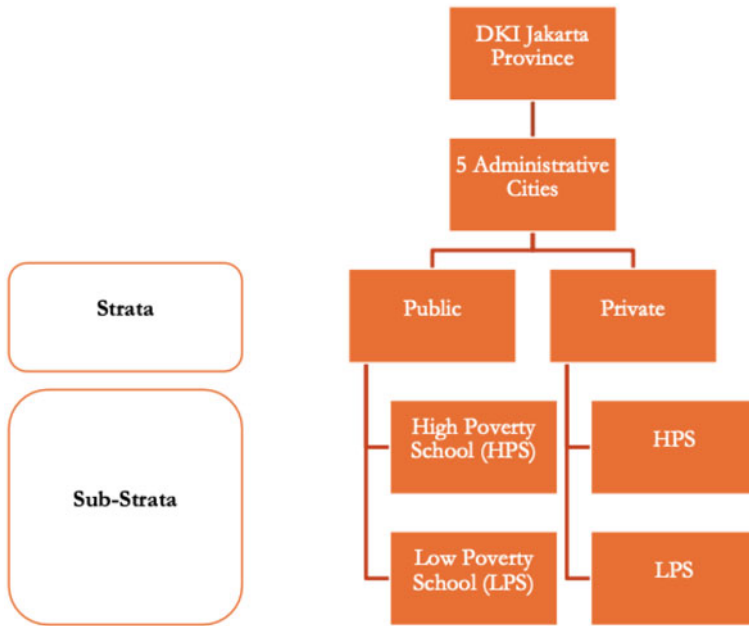 DKI Jakarta
Province
5 Administrative
Cities
Strata
Public
Private
High Poverty
School (HPS)
HPS
Sub-Strata
Low Poverty
School (LPS)
LPS